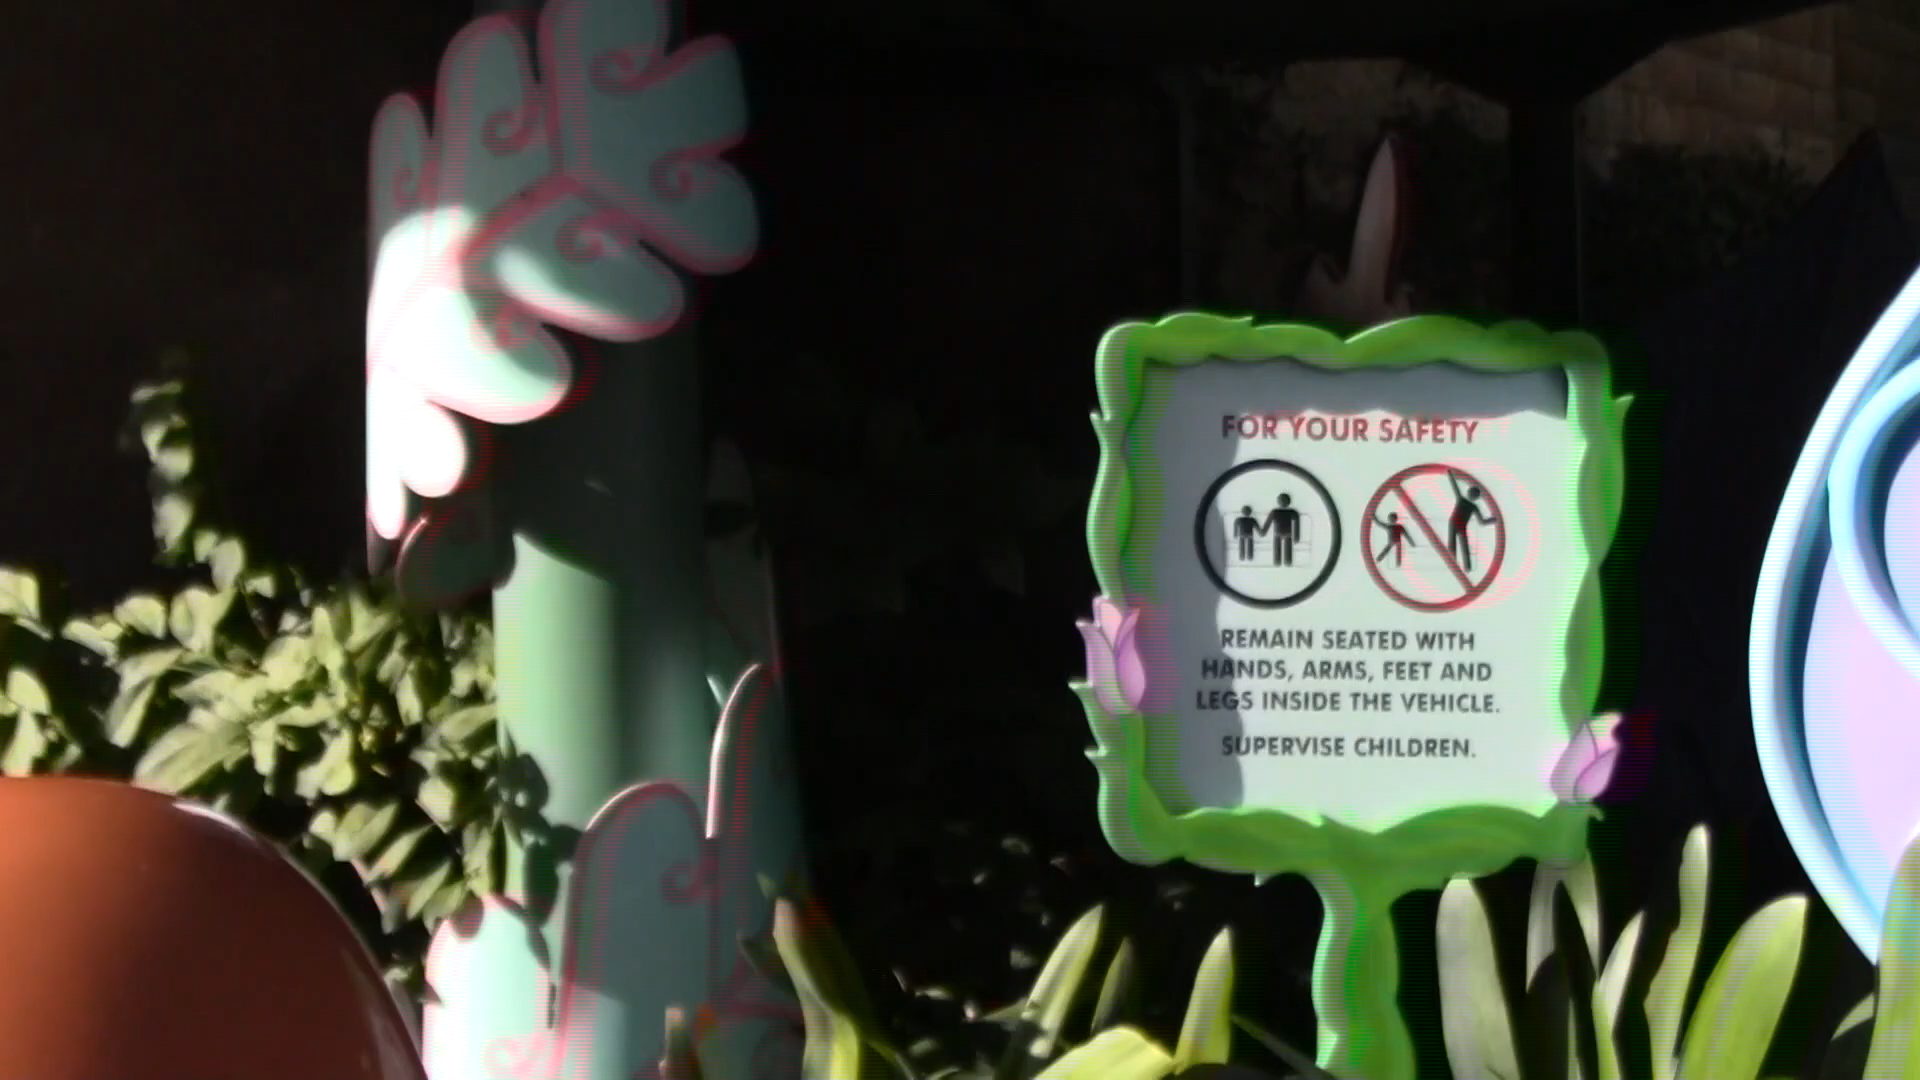 FOR YOUR SAFETY
REMAIN SEATED WITH
HANDS, ARMS, FEET AND
LEGS INSIDE THE VEHICLE.
SUPERVISE CHILDREN.